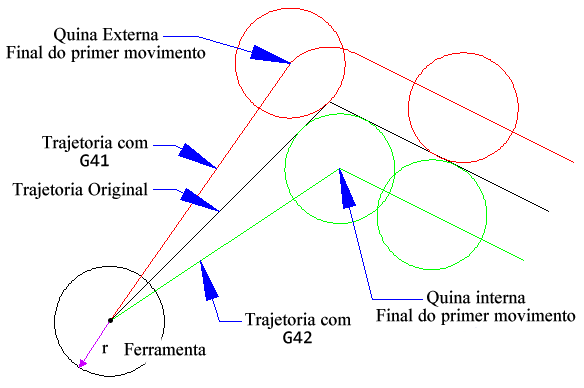 Quina Externa
Final do primer movimento
Trajetoria com
G41
Trajetoria Original
Quina interna
Final do primer movimento
Trajetoria com
G42
r
Ferramenta